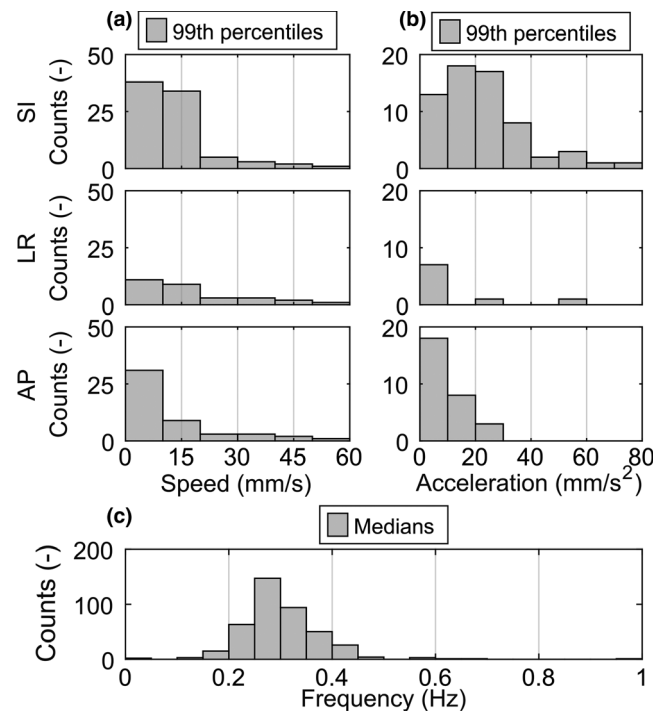 (a) 99th percentiles
(b) 99th percentiles
SI
Counts (-)
50
25
0
20
10
0
LR
Counts (-)
50
25
0
20
10
0
AP
Counts (-)
50
25
0
20
10
0
0 15 30 45 60
0 20 40 60 80
Speed (mm/s)
Acceleration (mm/s²)
(c) Medians
Counts (-)
200
100
0
0 0.2 0.4 0.6 0.8 1
Frequency (Hz)